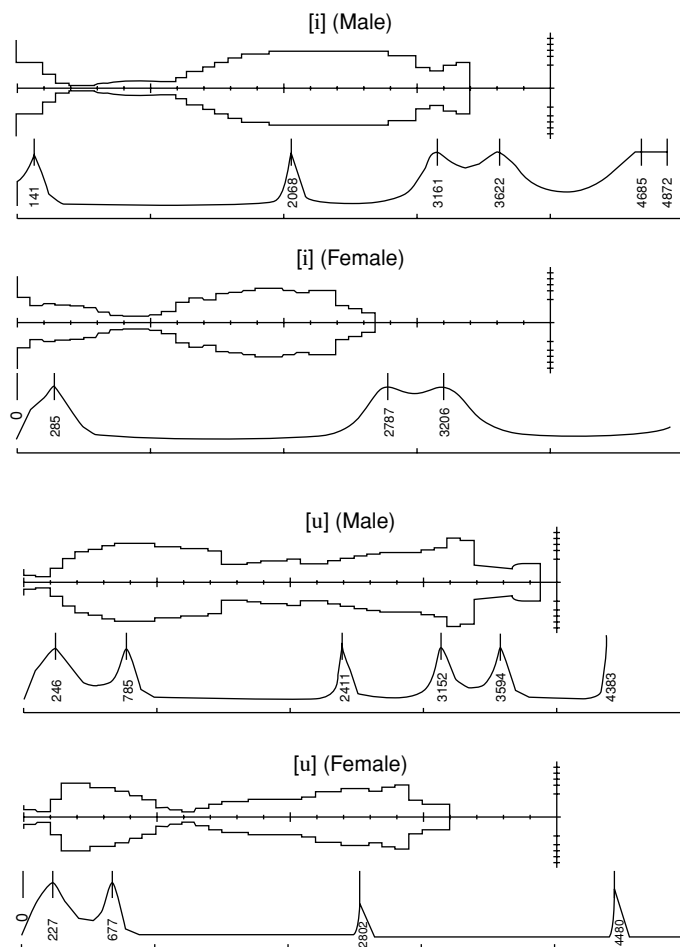 [i] (Male)
141 2068 3161 3622 4685 4872
[i] (Female)
0 285 2787 3206
[u] (Male)
246 785 2411 3152 3594 4383
[u] (Female)
0 227 677 2802 4480